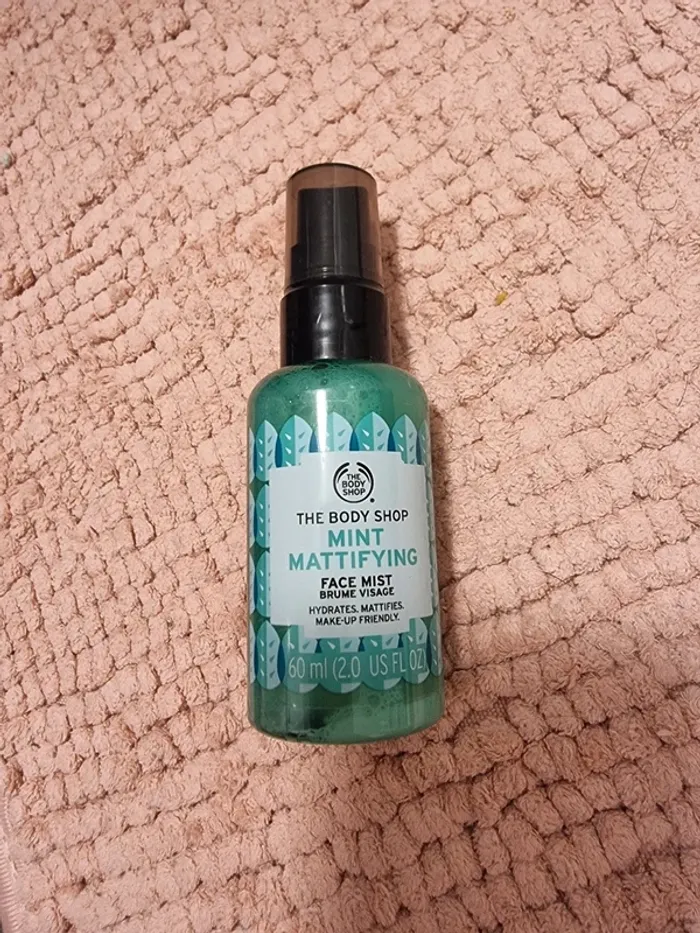 THE
BODY
SHOP
THE BODY SHOP
MINT
MATTIFYING
FACE MIST
BRUME VISAGE
HYDRATES. MATTIFIES.
MAKE-UP FRIENDLY.
60 ml (2.0 US FL OZ)